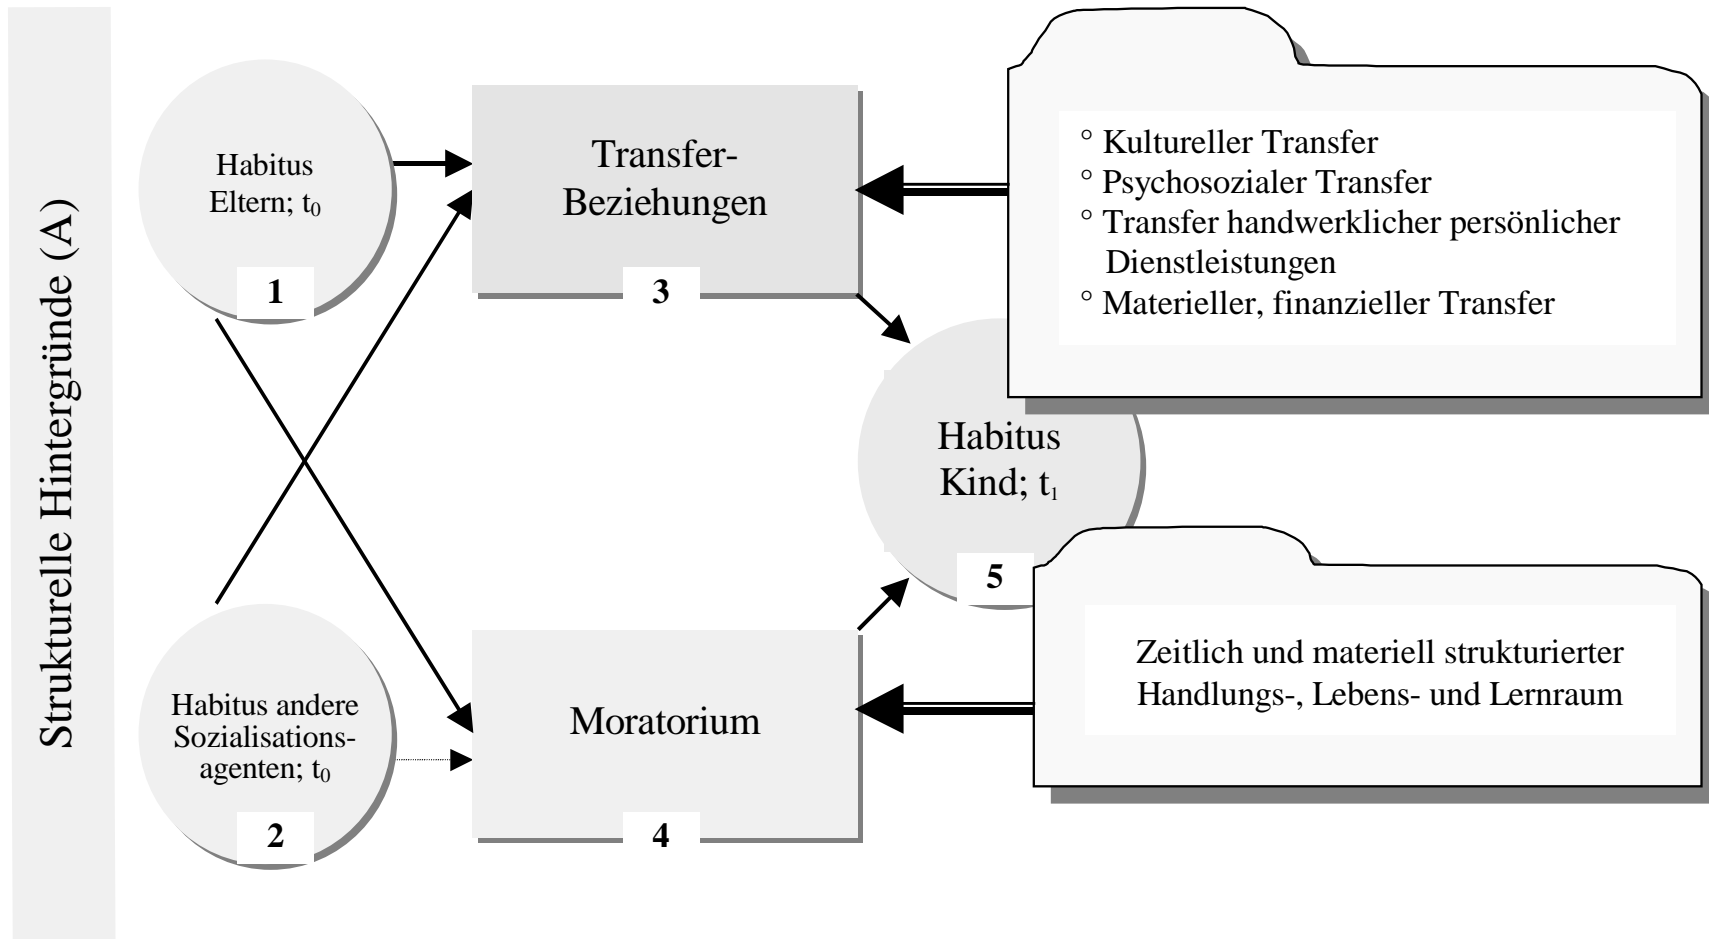 Strukturelle Hintergründe (A)
Habitus
Eltern; t₀
1
Habitus andere
Sozialisations-
agenten; t₀
2
Transfer-
Beziehungen
3
Moratorium
4
Habitus
Kind; t₁
5
° Kultureller Transfer
° Psychosozialer Transfer
° Transfer handwerklicher persönlicher
Dienstleistungen
° Materieller, finanzieller Transfer
Zeitlich und materiell strukturierter
Handlungs-, Lebens- und Lernraum